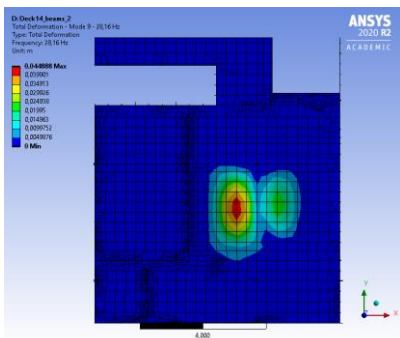 D: Deck14_beams_2
Total Deformation - Mode 9 - 28,16 Hz
Type: Total Deformation
Frequency: 28,16 Hz
Unit: m
0,044888 Max
0,039901
0,034913
0,029926
0,024938
0,01995
0,014963
0,0099752
0,0049876
0 Min
ANSYS
2020 R2
ACADEMIC
Y
X
4,000